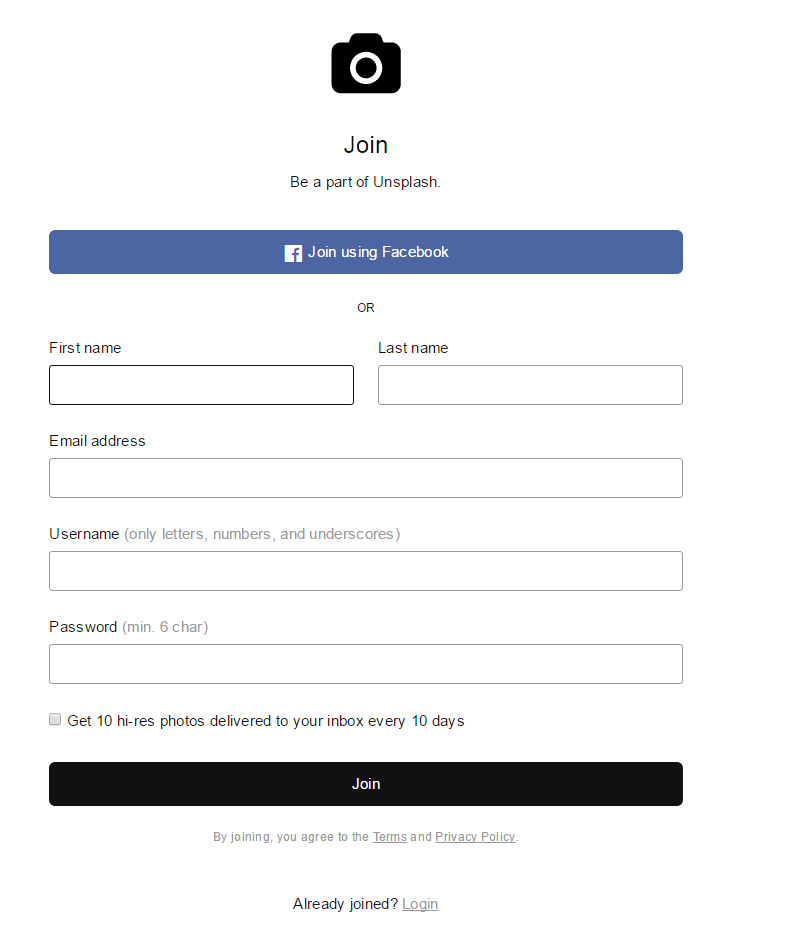 Join
Be a part of Unsplash.
Join using Facebook
OR
First name
Last name
Email address
Username (only letters, numbers, and underscores)
Password (min. 6 char)
Get 10 hi-res photos delivered to your inbox every 10 days
Join
By joining, you agree to the Terms and Privacy Policy.
Already joined? Login